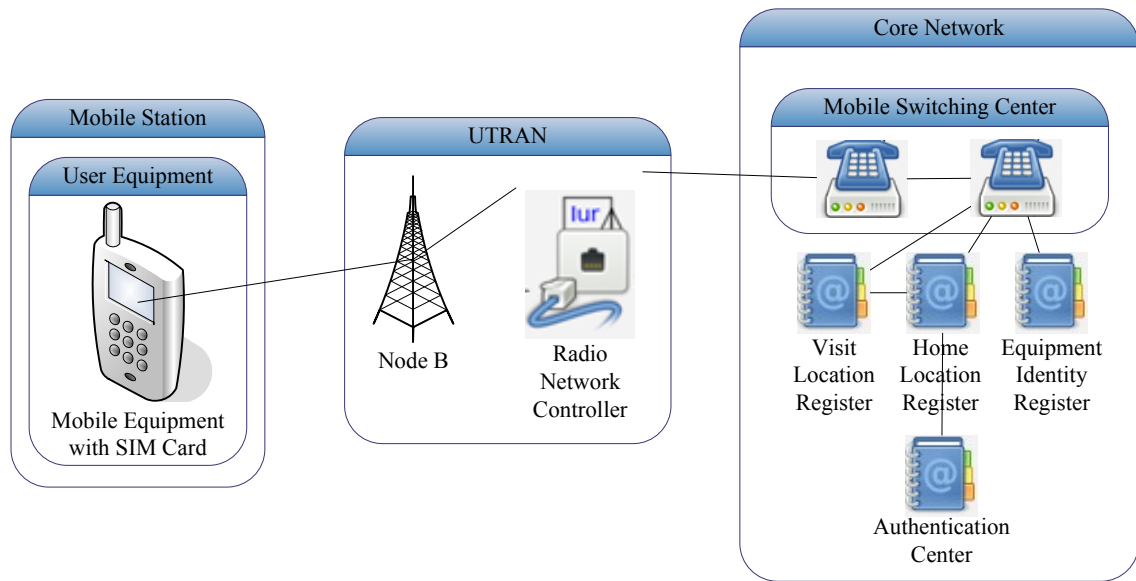 Core Network
Mobile Switching Center
Mobile Station
User Equipment
Mobile Equipment
with SIM Card
UTRAN
Iur
Node B
Radio
Network
Controller
Visit
Location
Register
Home
Location
Register
Equipment
Identity
Register
Authentication
Center